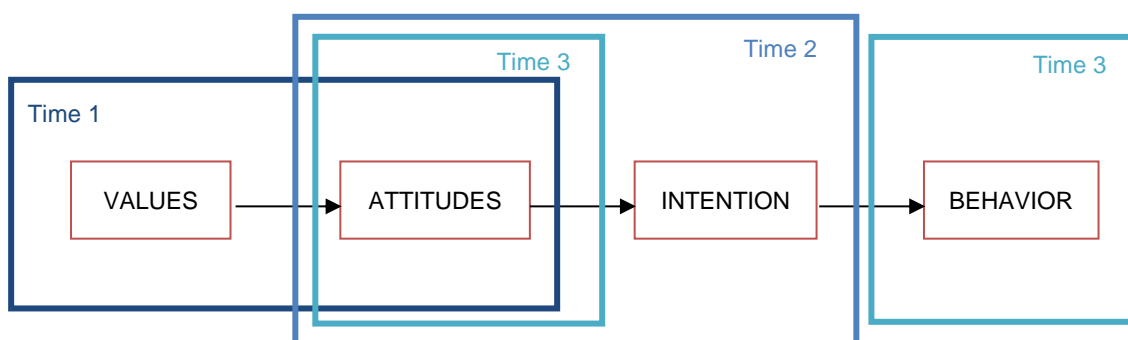 Time 2
Time 3
Time 3
Time 1
VALUES
ATTITUDES
INTENTION
BEHAVIOR